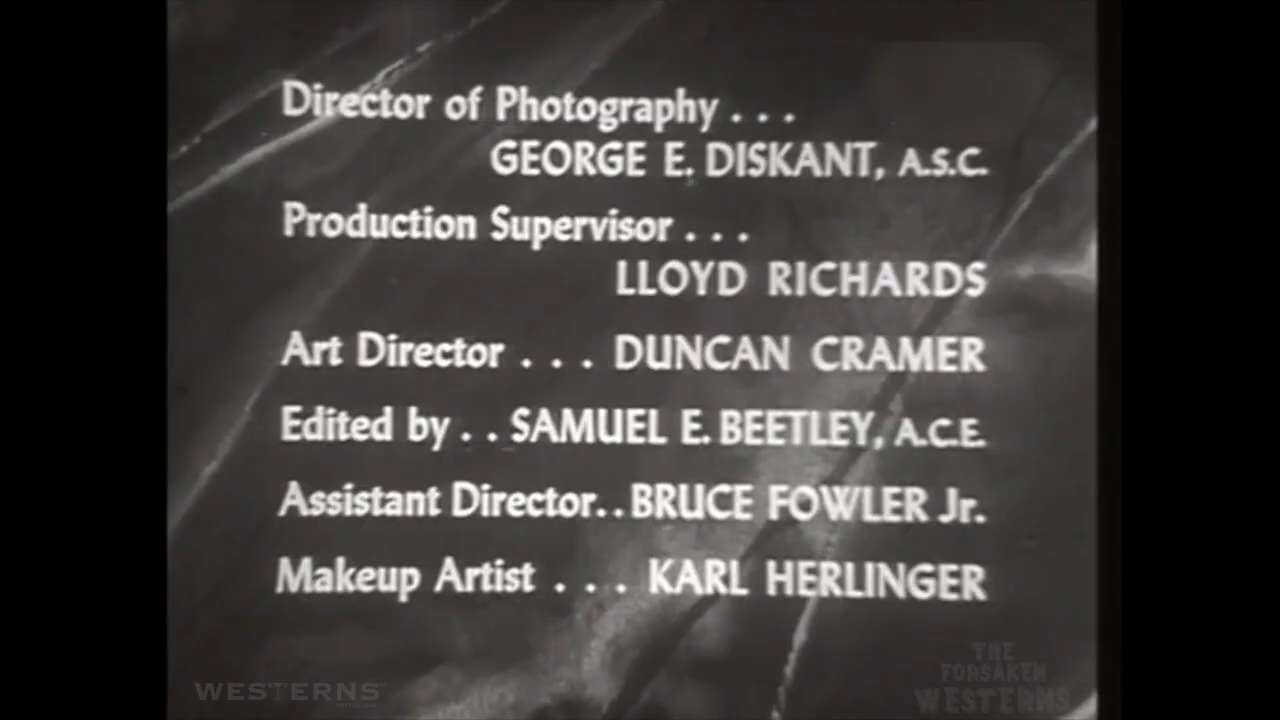 Director of Photography . . .
GEORGE E. DISKANT, A.S.C.
Production Supervisor . . .
LLOYD RICHARDS
Art Director . . . DUNCAN CRAMER
Edited by . . SAMUEL E. BEETLEY, A.C.E.
Assistant Director. . BRUCE FOWLER Jr.
Makeup Artist . . . KARL HERLINGER
WESTERNS
THE
FORSAKEN
WESTERNS